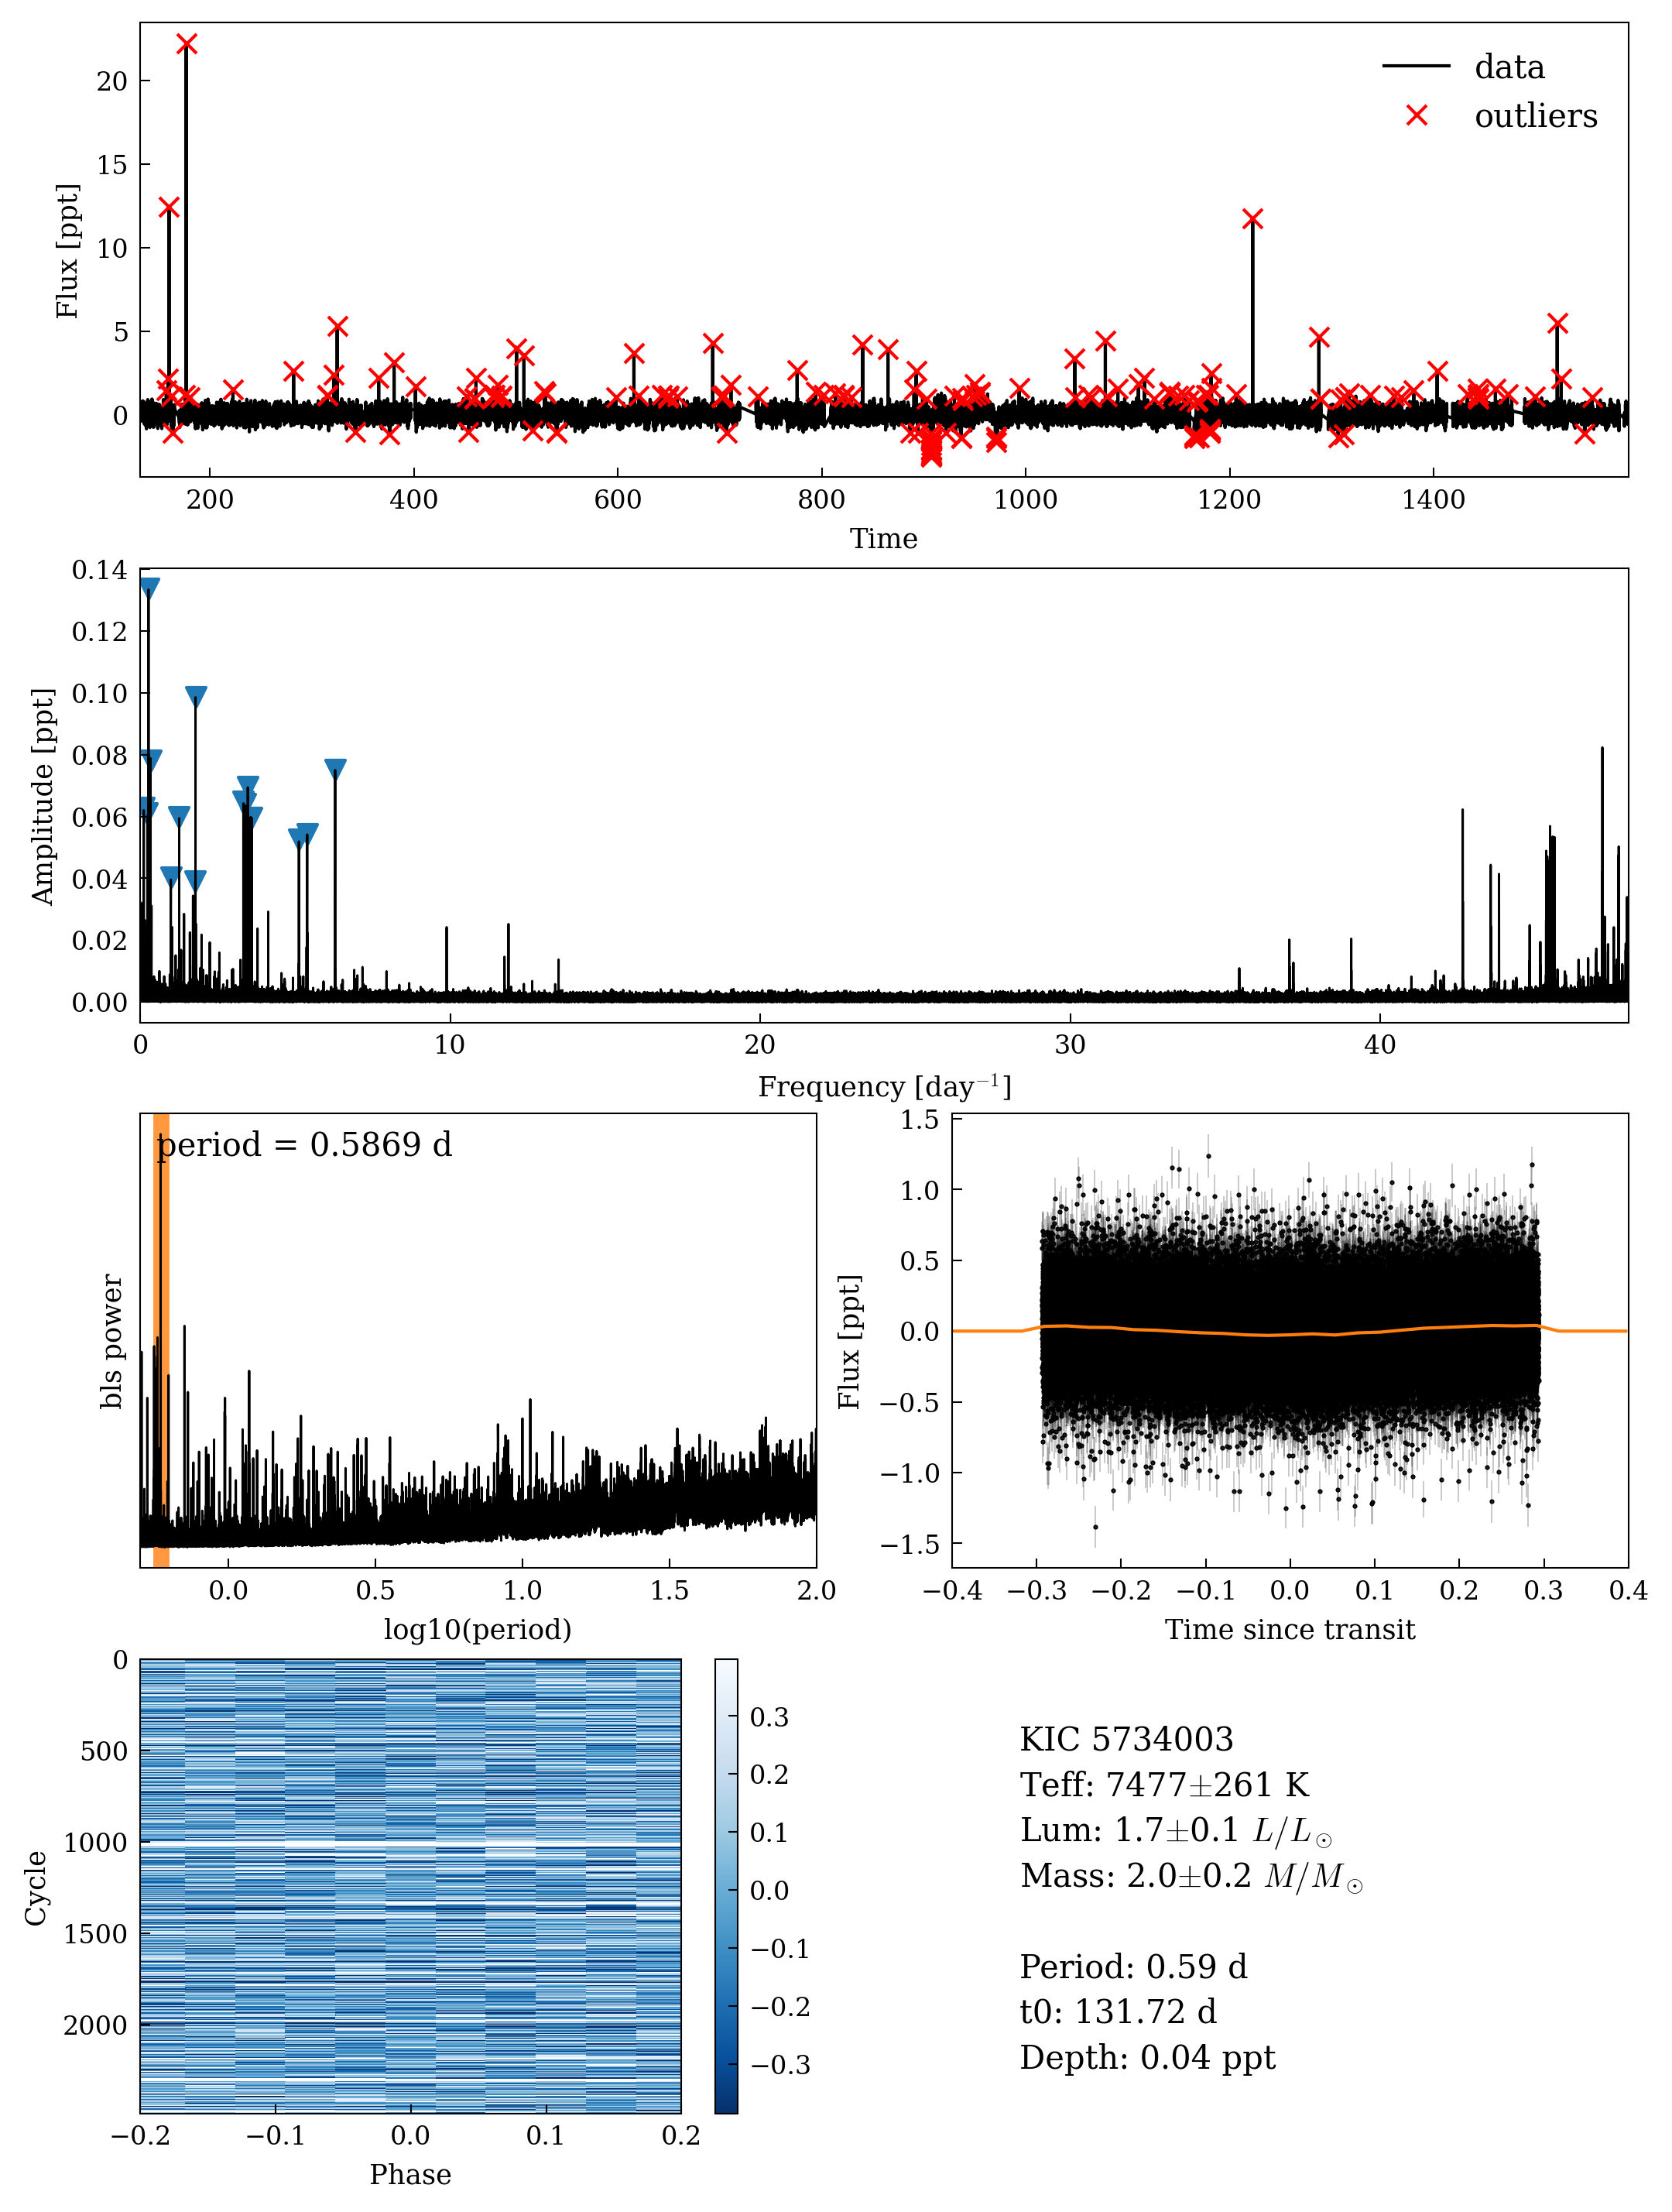 data
outliers
20
15
10
5
0
Flux [ppt]
200 400 600 800 1000 1200 1400
Time
0.14
0.12
0.10
0.08
0.06
0.04
0.02
0.00
Amplitude [ppt]
0 10 20 30 40
Frequency [day⁻¹]
period = 0.5869 d
bls power
0.0 0.5 1.0 1.5 2.0
log10(period)
1.5
1.0
0.5
0.0
−0.5
−1.0
−1.5
Flux [ppt]
−0.4 −0.3 −0.2 −0.1 0.0 0.1 0.2 0.3 0.4
Time since transit
0
500
1000
1500
2000
Cycle
−0.2 −0.1 0.0 0.1 0.2
Phase
0.3
0.2
0.1
0.0
−0.1
−0.2
−0.3
KIC 5734003
Teff: 7477±261 K
Lum: 1.7±0.1 L/L☉
Mass: 2.0±0.2 M/M☉
Period: 0.59 d
t0: 131.72 d
Depth: 0.04 ppt